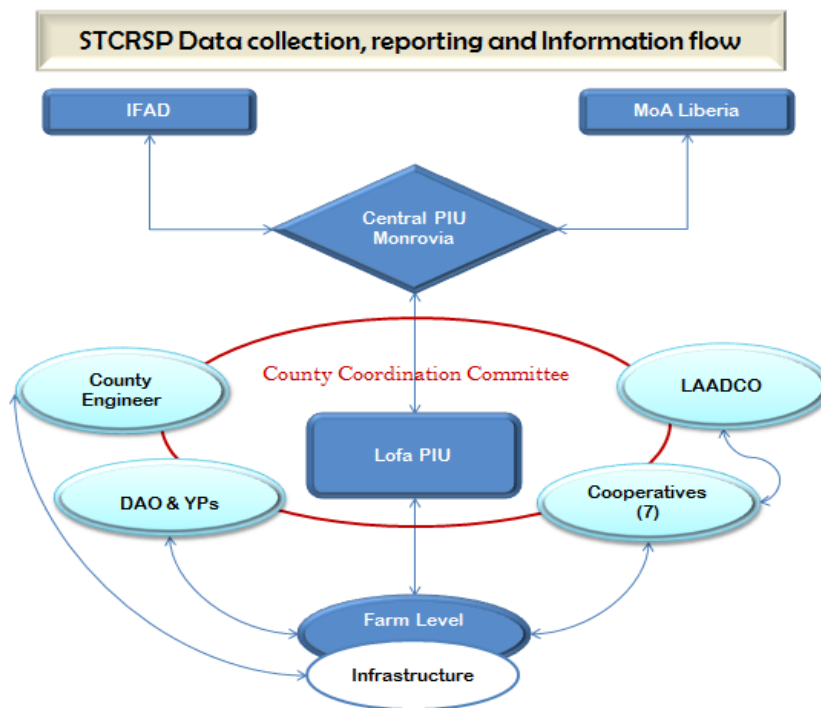 STCRSP Data collection, reporting and Information flow
IFAD
MoA Liberia
Central PIU
Monrovia
County Coordination Committee
County
Engineer
LAADCO
Lofa PIU
DAO & YPs
Cooperatives
(7)
Farm Level
Infrastructure